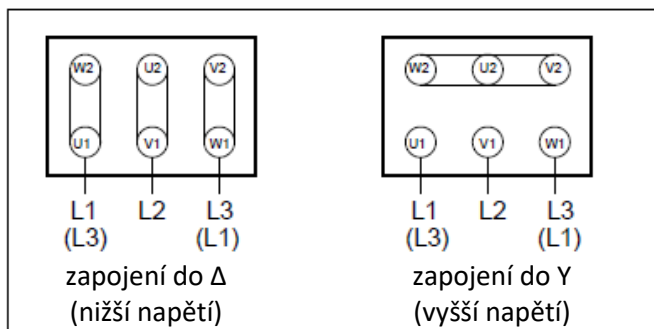 W2 U2 V2
U1 V1 W1
L1 L2 L3
(L3) (L1)
zapojení do Δ
(nižší napětí)
W2 U2 V2
U1 V1 W1
L1 L2 L3
(L3) (L1)
zapojení do Y
(vyšší napětí)